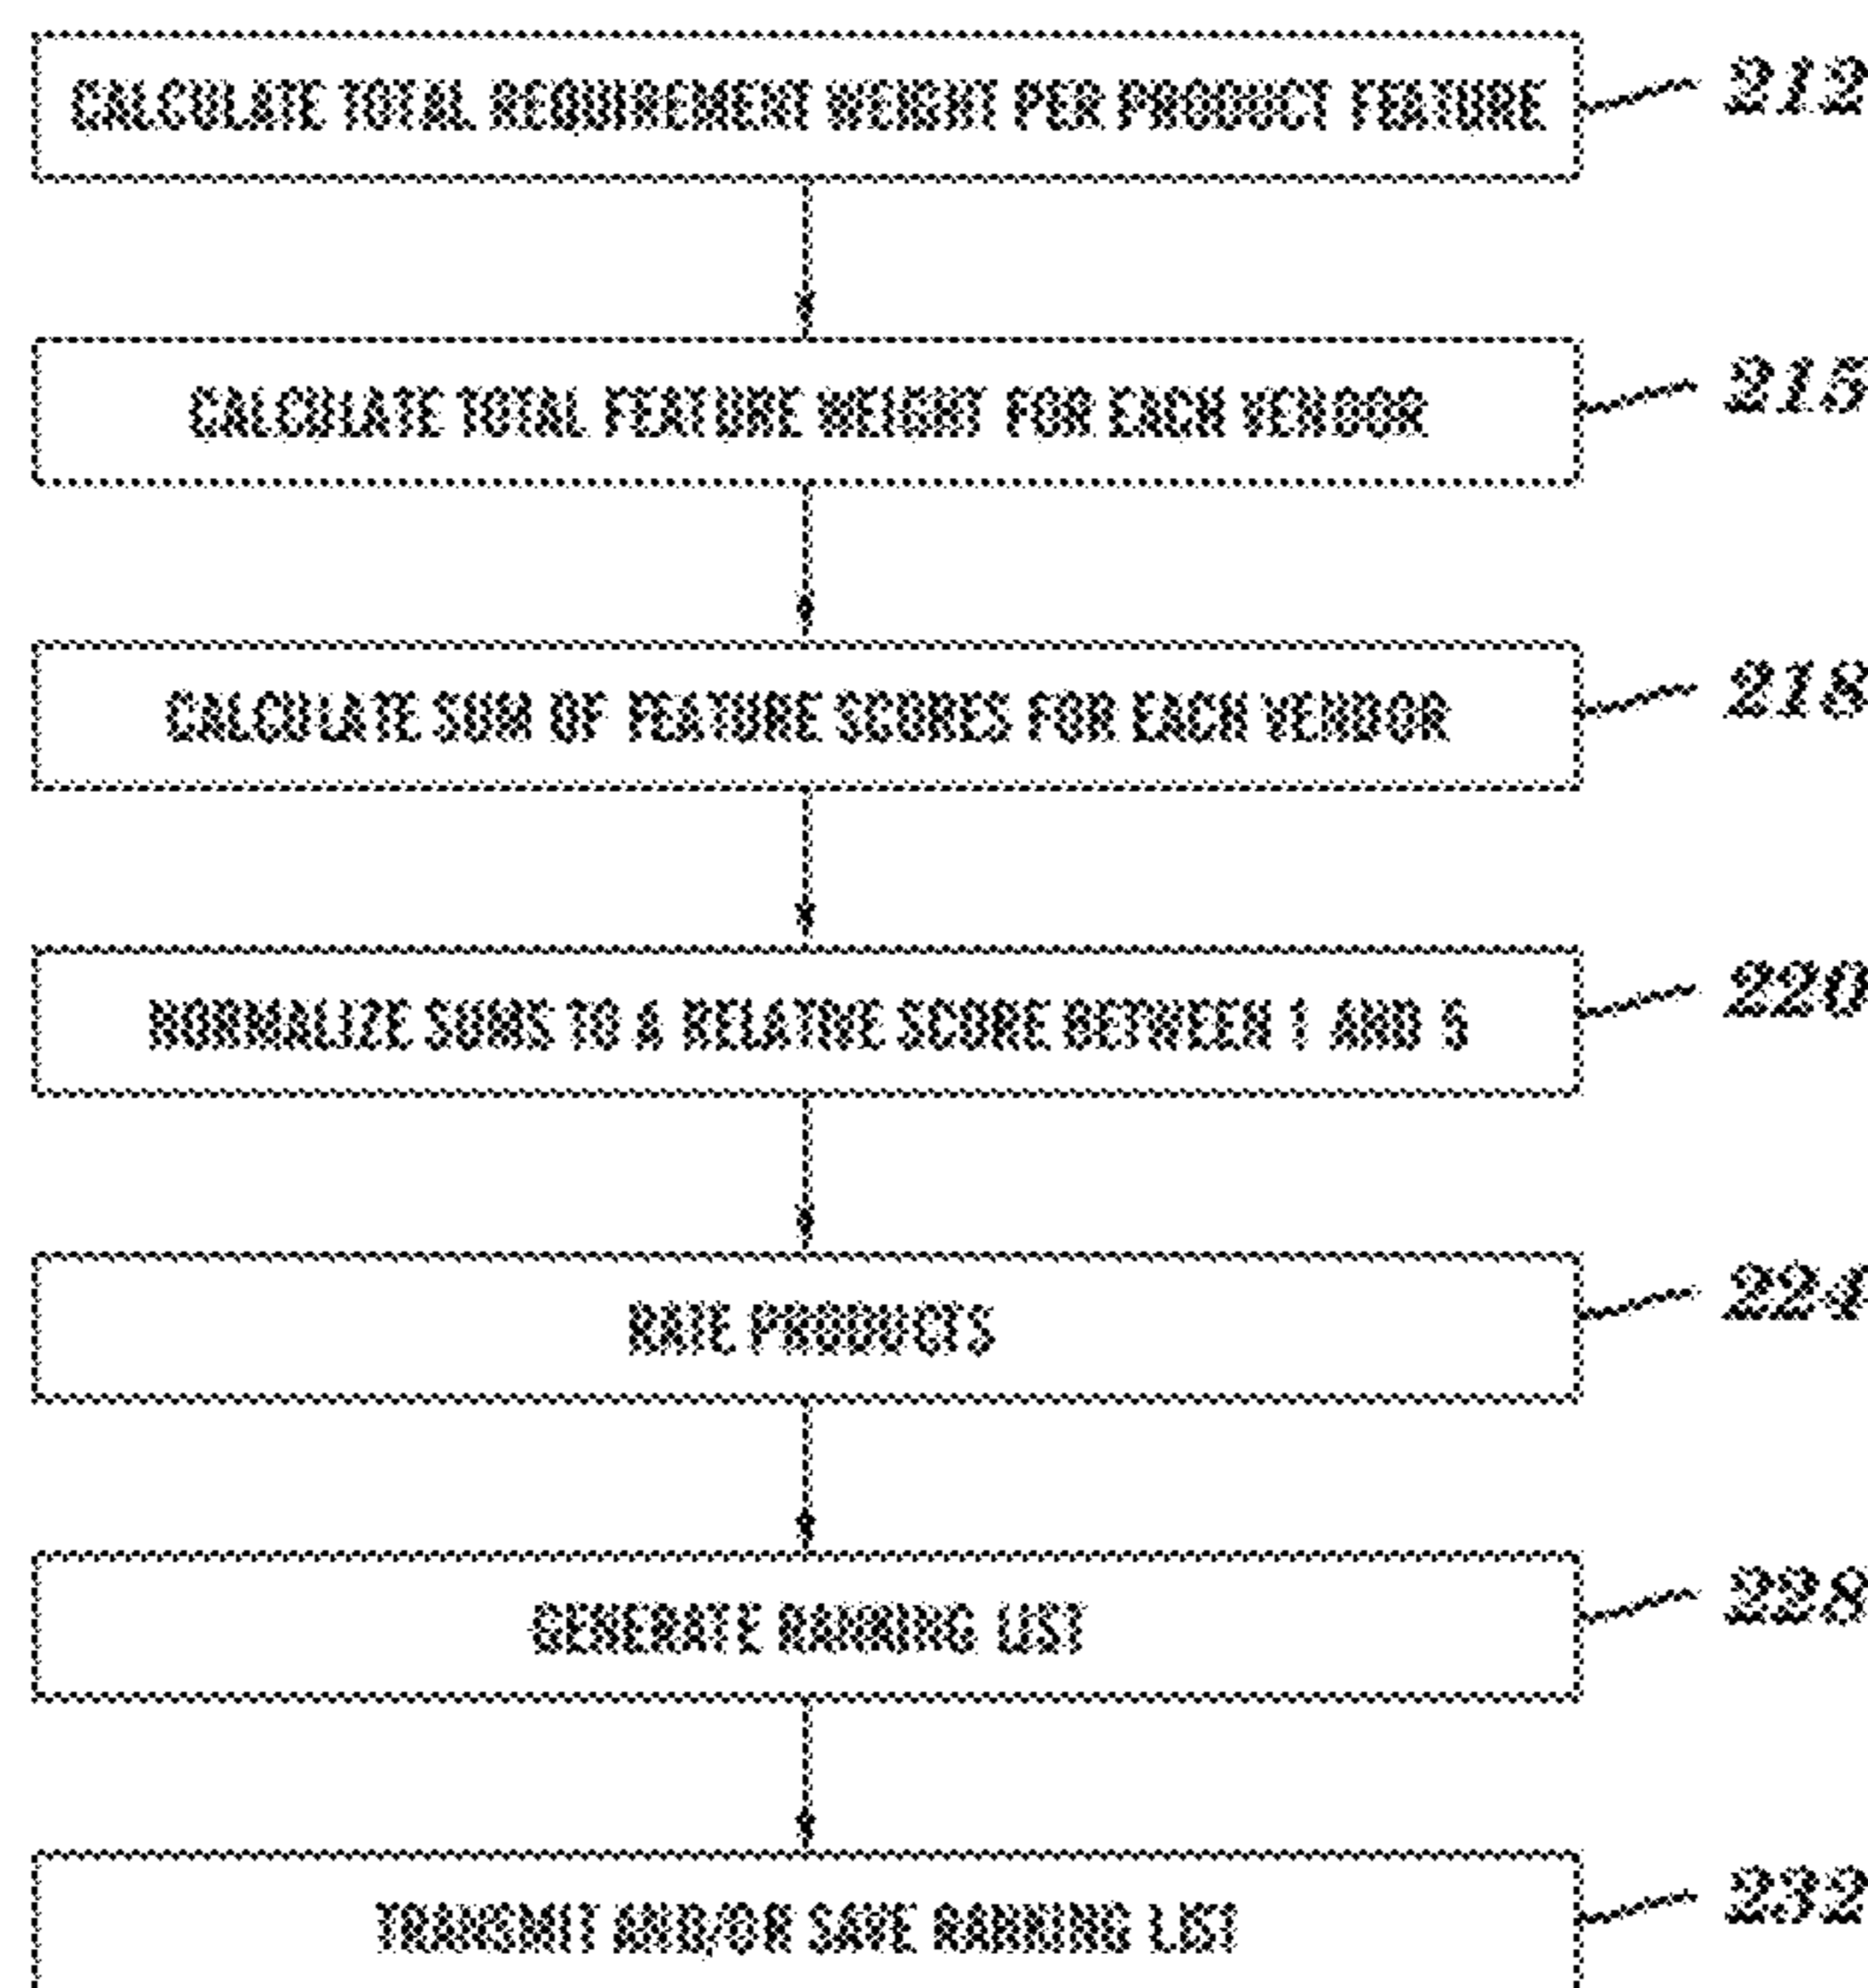 CALCULATE TOTAL REQUIREMENT WEIGHT PER PRODUCT FEATURE 212
CALCULATE TOTAL FEATURE WEIGHT FOR EACH VENDOR 215
CALCULATE SUM OF FEATURE SCORES FOR EACH VENDOR 218
NORMALIZE SUMS TO A RELATIVE SCORE BETWEEN 1 AND 5 220
RATE PRODUCTS 224
GENERATE RANKING LIST 228
TRANSMIT AND/OR SAVE RANKING LIST 232